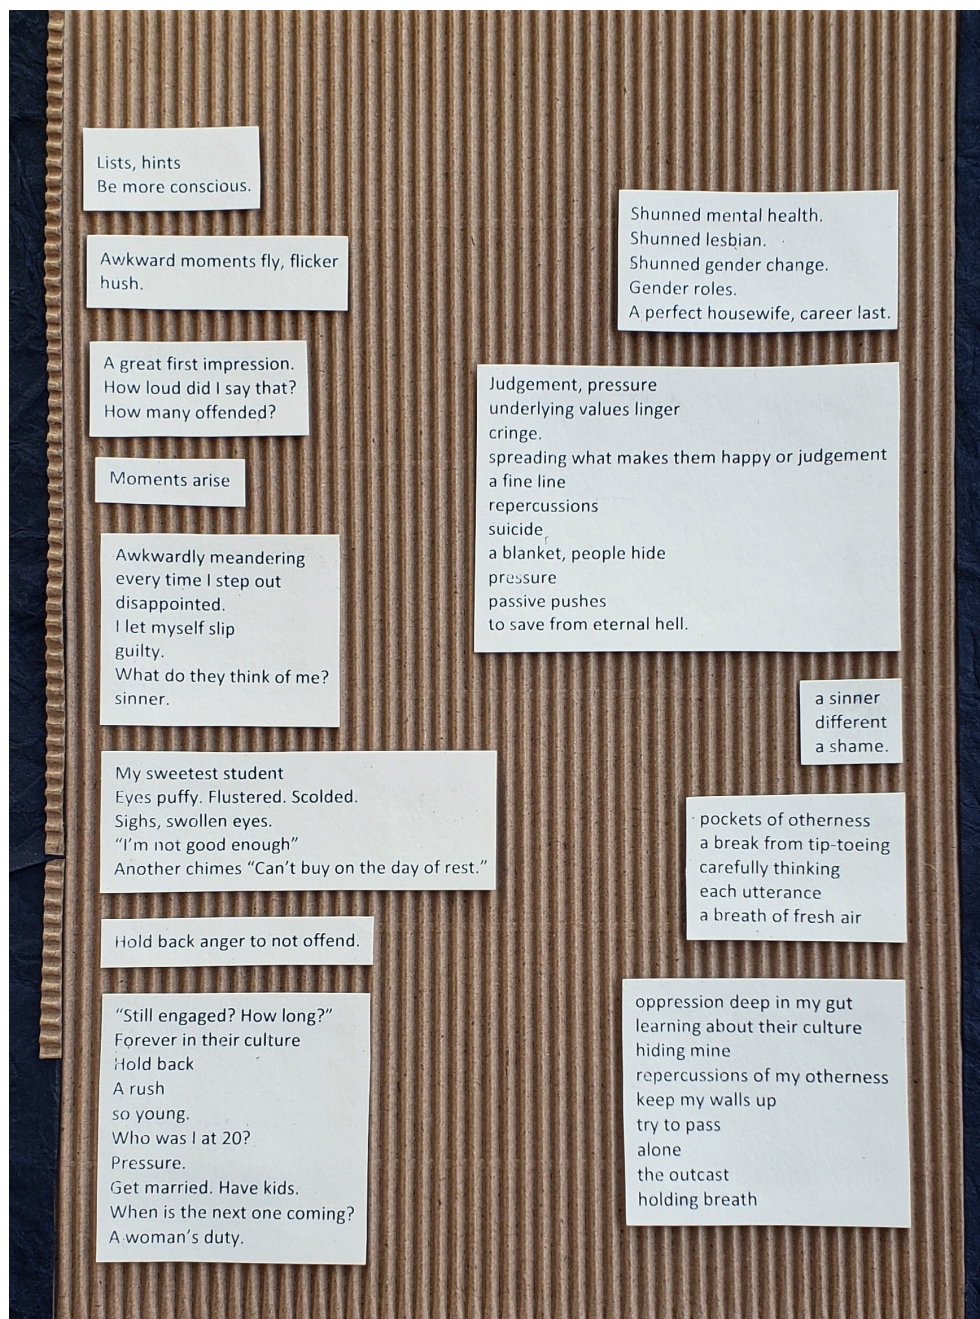 Lists, hints
Be more conscious.
Awkward moments fly, flicker
hush.
A great first impression.
How loud did I say that?
How many offended?
Moments arise
Awkwardly meandering
every time I step out
disappointed.
I let myself slip
guilty.
What do they think of me?
sinner.
My sweetest student
Eyes puffy. Flustered. Scolded.
Sighs, swollen eyes.
“I’m not good enough”
Another chimes “Can’t buy on the day of rest.”
Hold back anger to not offend.
“Still engaged? How long?”
Forever in their culture
Hold back
A rush
so young.
Who was I at 20?
Pressure.
Get married. Have kids.
When is the next one coming?
A woman’s duty.
Shunned mental health.
Shunned lesbian.
Shunned gender change.
Gender roles.
A perfect housewife, career last.
Judgement, pressure
underlying values linger
cringe.
spreading what makes them happy or judgement
a fine line
repercussions
suicide
a blanket, people hide
pressure
passive pushes
to save from eternal hell.
a sinner
different
a shame.
pockets of otherness
a break from tip-toeing
carefully thinking
each utterance
a breath of fresh air
oppression deep in my gut
learning about their culture
hiding mine
repercussions of my otherness
keep my walls up
try to pass
alone
the outcast
holding breath